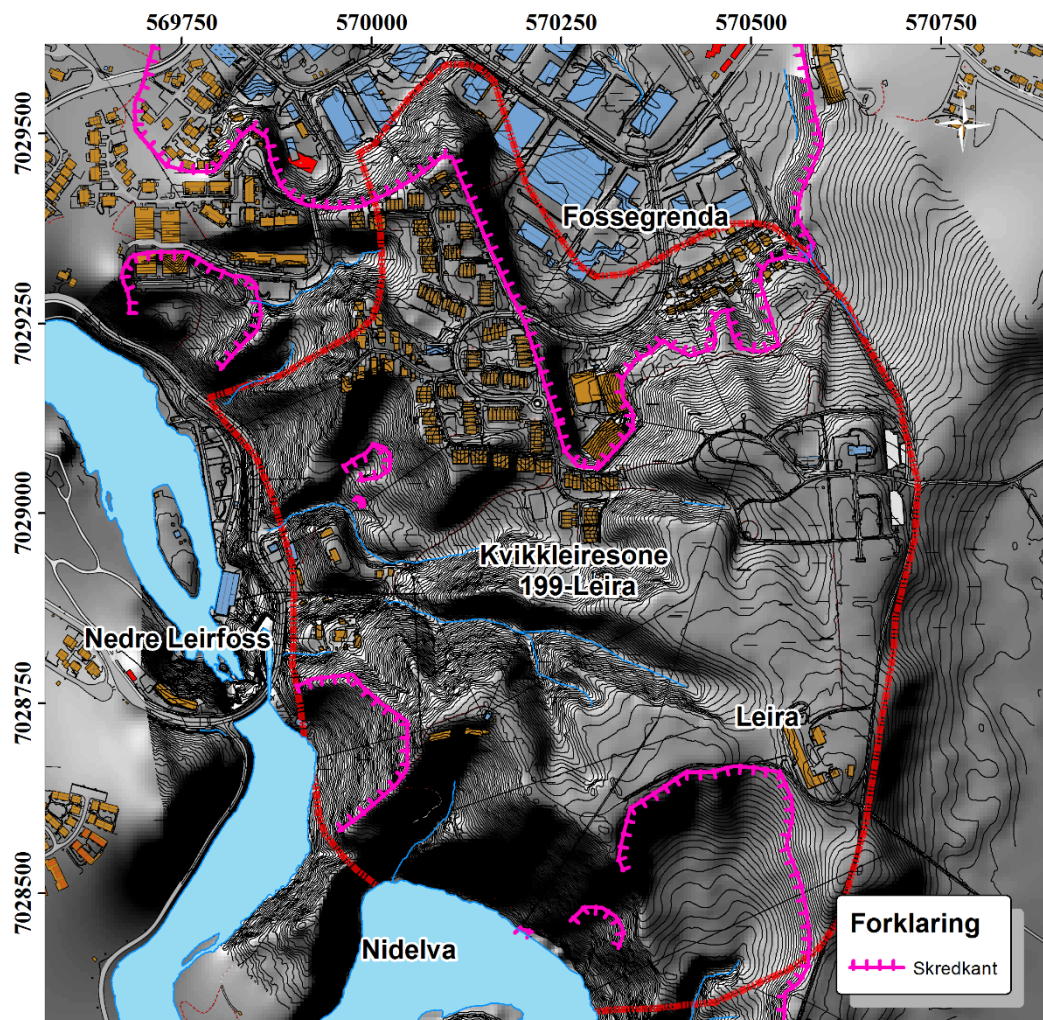 569750 570000 570250 570500 570750
7029500
7029250
7029000
7028750
7028500
Fossegrenda
Kvikkleiresone
199-Leira
Nedre Leirfoss
Leira
Nidelva
Forklaring
Skredkant